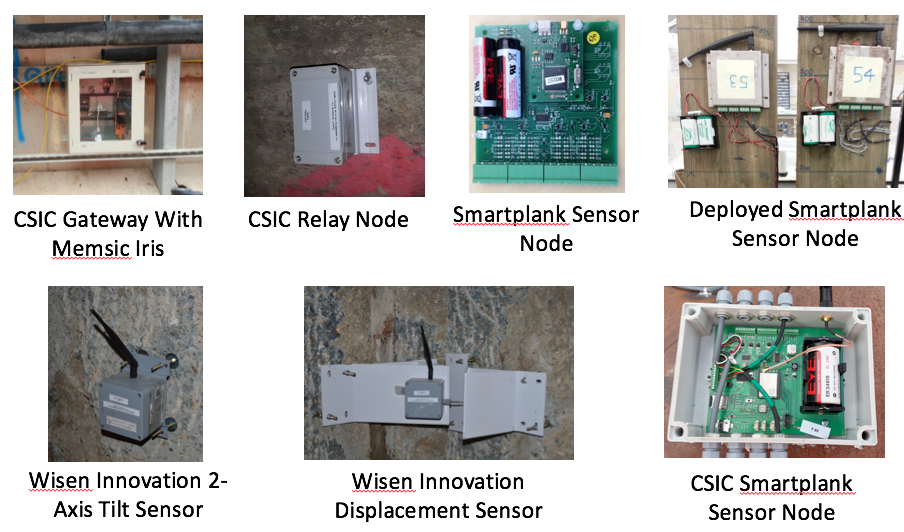 CSIC Gateway With
Memsic Iris
CSIC Relay Node
Smartplank Sensor
Node
53
54
Deployed Smartplank
Sensor Node
Wisen Innovation 2-
Axis Tilt Sensor
Wisen Innovation
Displacement Sensor
CSIC Smartplank
Sensor Node